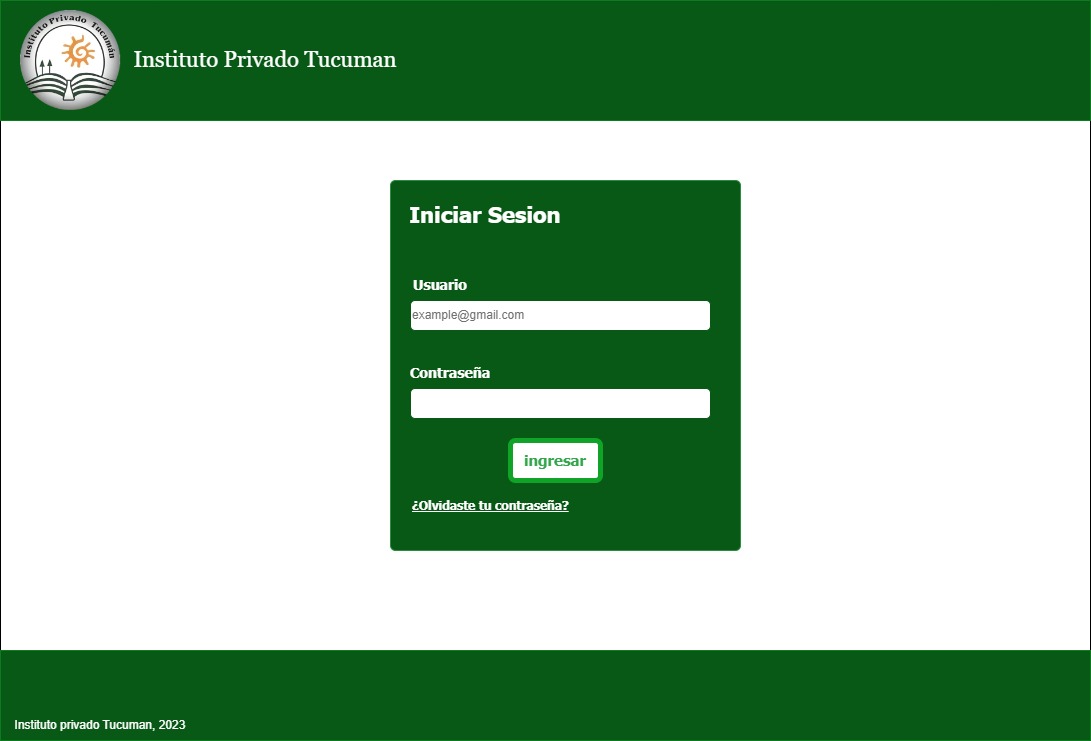 Instituto Privado Tucumán
Instituto Privado Tucuman
Iniciar Sesion
Usuario
example@gmail.com
Contraseña
ingresar
¿Olvidaste tu contraseña?
Instituto privado Tucuman, 2023